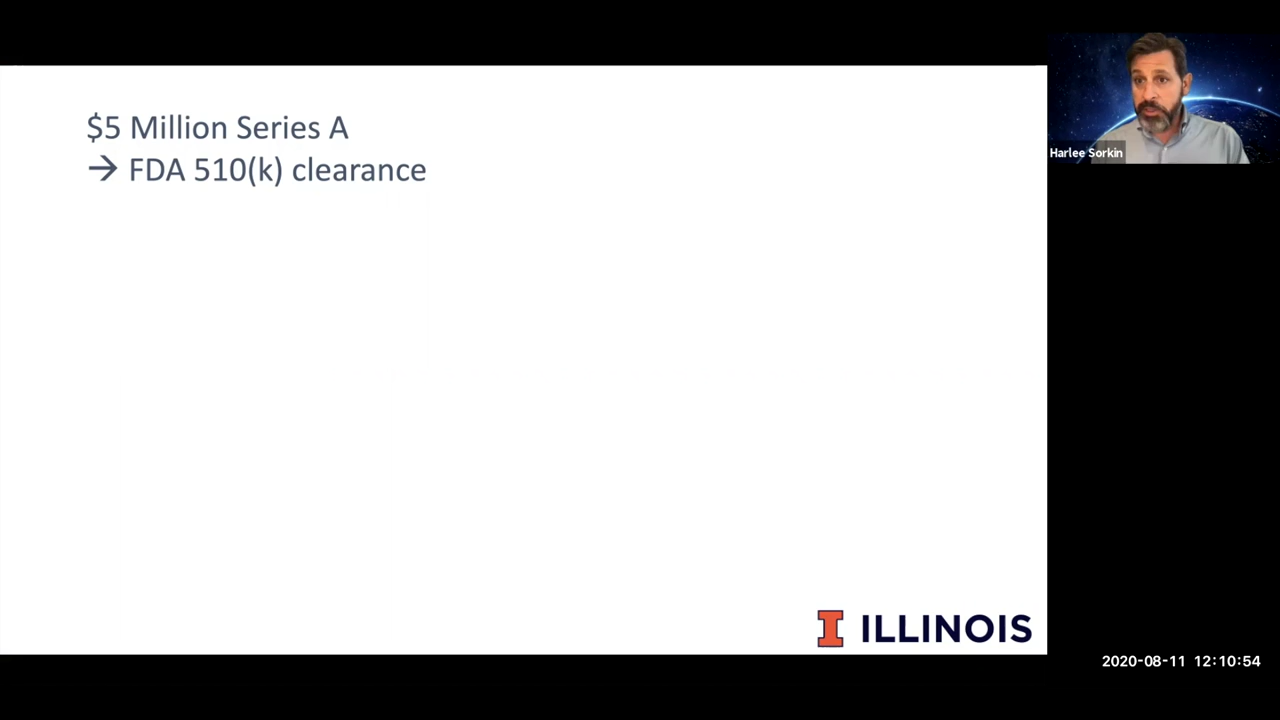 $5 Million Series A
→ FDA 510(k) clearance
Harlee Sorkin
I ILLINOIS
2020-08-11 12:10:54